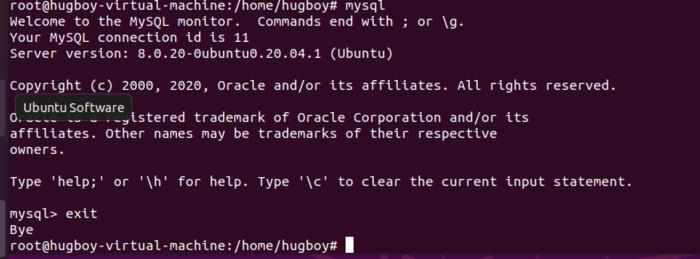 root@hugboy-virtual-machine:/home/hugboy# mysql
Welcome to the MySQL monitor.  Commands end with ; or \g.
Your MySQL connection id is 11
Server version: 8.0.20-0ubuntu0.20.04.1 (Ubuntu)
Copyright (c) 2000, 2020, Oracle and/or its affiliates. All rights reserved.
Ubuntu Software
registered trademark of Oracle Corporation and/or its
affiliates. Other names may be trademarks of their respective
owners.
Type 'help;' or '\h' for help. Type '\c' to clear the current input statement.
mysql> exit
Bye
root@hugboy-virtual-machine:/home/hugboy#